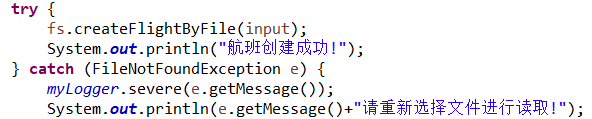 try {
fs.createFlightByFile(input);
System.out.println("航班创建成功!");
} catch (FileNotFoundException e) {
myLogger.severe(e.getMessage());
System.out.println(e.getMessage()+"请重新选择文件进行读取!");